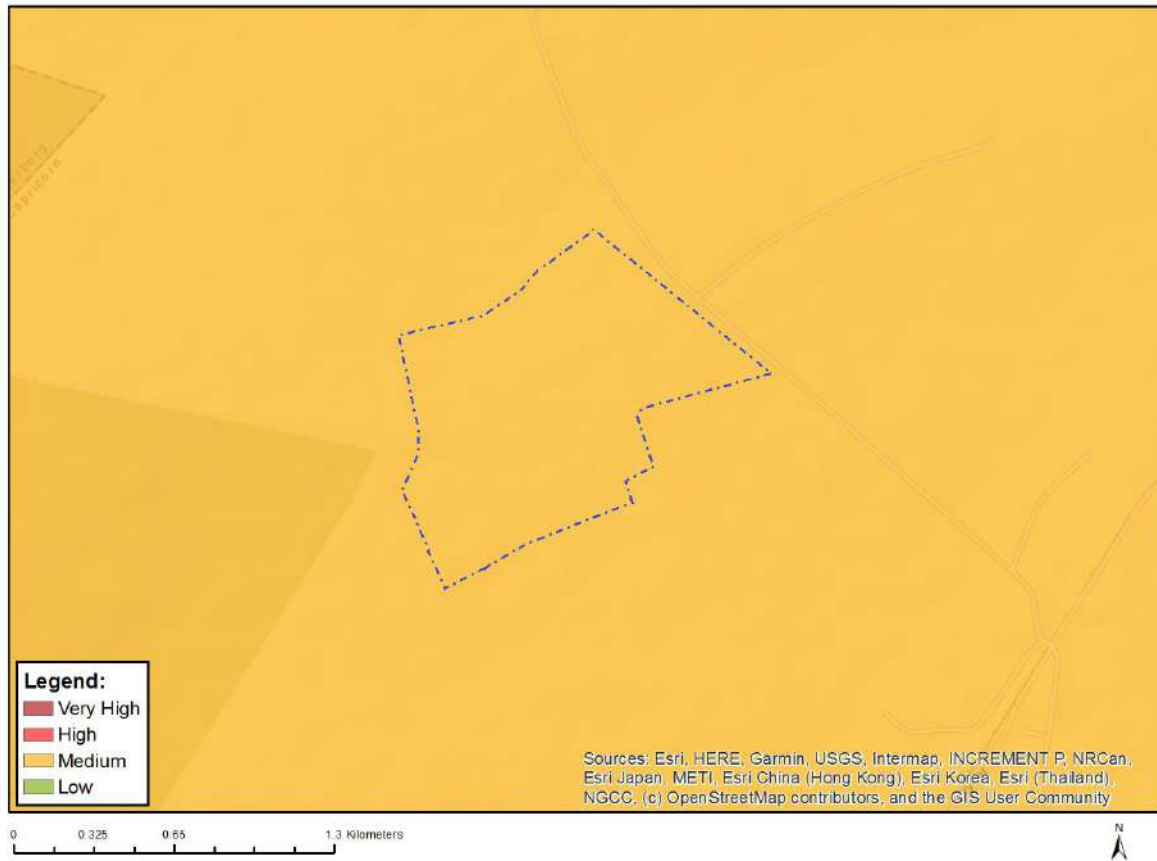 Capricorn
Legend:
Very High
High
Medium
Low
Sources: Esri, HERE, Garmin, USGS, Intermap, INCREMENT P, NRCan,
Esri Japan, METI, Esri China (Hong Kong), Esri Korea, Esri (Thailand),
NGCC, (c) OpenStreetMap contributors, and the GIS User Community
0 0.325 0.65 1.3 Kilometers
N